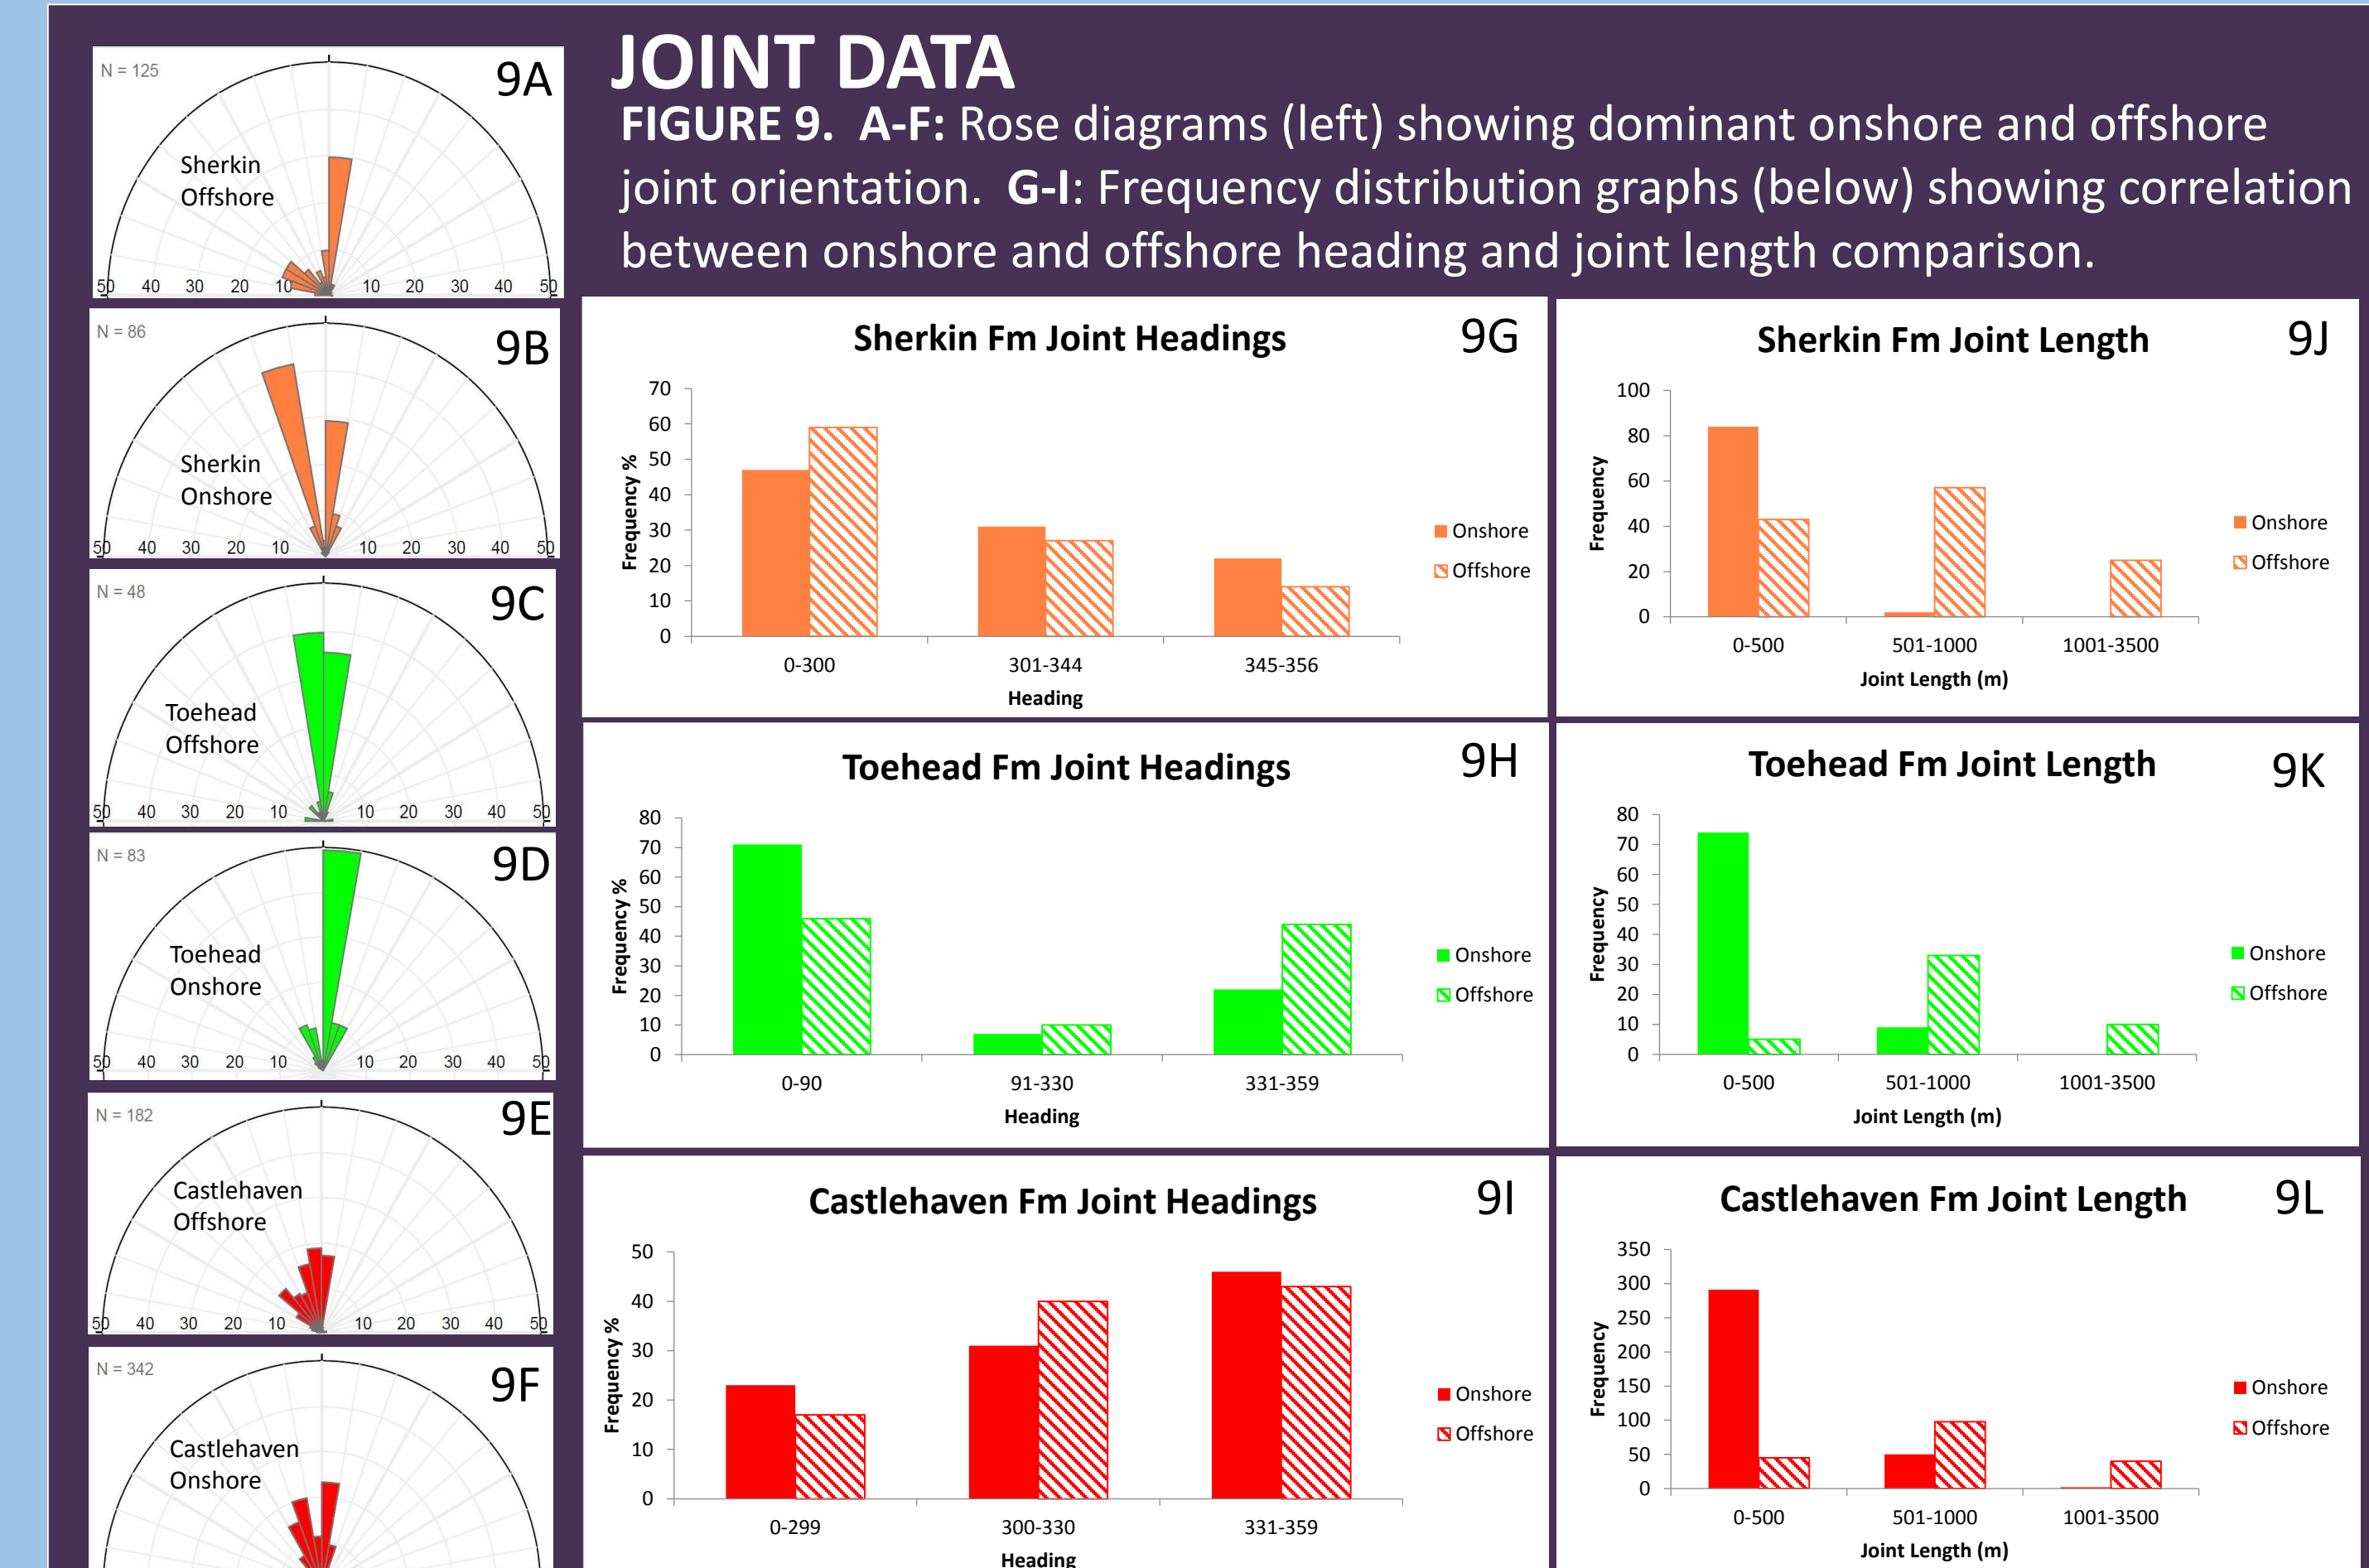 JOINT DATA
FIGURE 9.  A-F: Rose diagrams (left) showing dominant onshore and offshore
joint orientation.  G-I: Frequency distribution graphs (below) showing correlation
between onshore and offshore heading and joint length comparison.
N = 125
9A
Sherkin
Offshore
50 40 30 20 10 10 20 30 40 50
N = 86
9B
Sherkin
Onshore
50 40 30 20 10 10 20 30 40 50
N = 48
9C
Toehead
Offshore
50 40 30 20 10 10 20 30 40 50
N = 83
9D
Toehead
Onshore
50 40 30 20 10 10 20 30 40 50
N = 182
9E
Castlehaven
Offshore
50 40 30 20 10 10 20 30 40 50
N = 342
9F
Castlehaven
Onshore
Sherkin Fm Joint Headings
9G
Frequency %
70
60
50
40
30
20
10
0
0-300 301-344 345-356
Heading
Onshore
Offshore
Sherkin Fm Joint Length
9J
Frequency
100
80
60
40
20
0
0-500 501-1000 1001-3500
Joint Length (m)
Onshore
Offshore
Toehead Fm Joint Headings
9H
Frequency %
80
70
60
50
40
30
20
10
0
0-90 91-330 331-359
Heading
Onshore
Offshore
Toehead Fm Joint Length
9K
Frequency
80
70
60
50
40
30
20
10
0
0-500 501-1000 1001-3500
Joint Length (m)
Onshore
Offshore
Castlehaven Fm Joint Headings
9I
Frequency %
50
40
30
20
10
0
0-299 300-330 331-359
Heading
Onshore
Offshore
Castlehaven Fm Joint Length
9L
Frequency
350
300
250
200
150
100
50
0
0-500 501-1000 1001-3500
Joint Length (m)
Onshore
Offshore